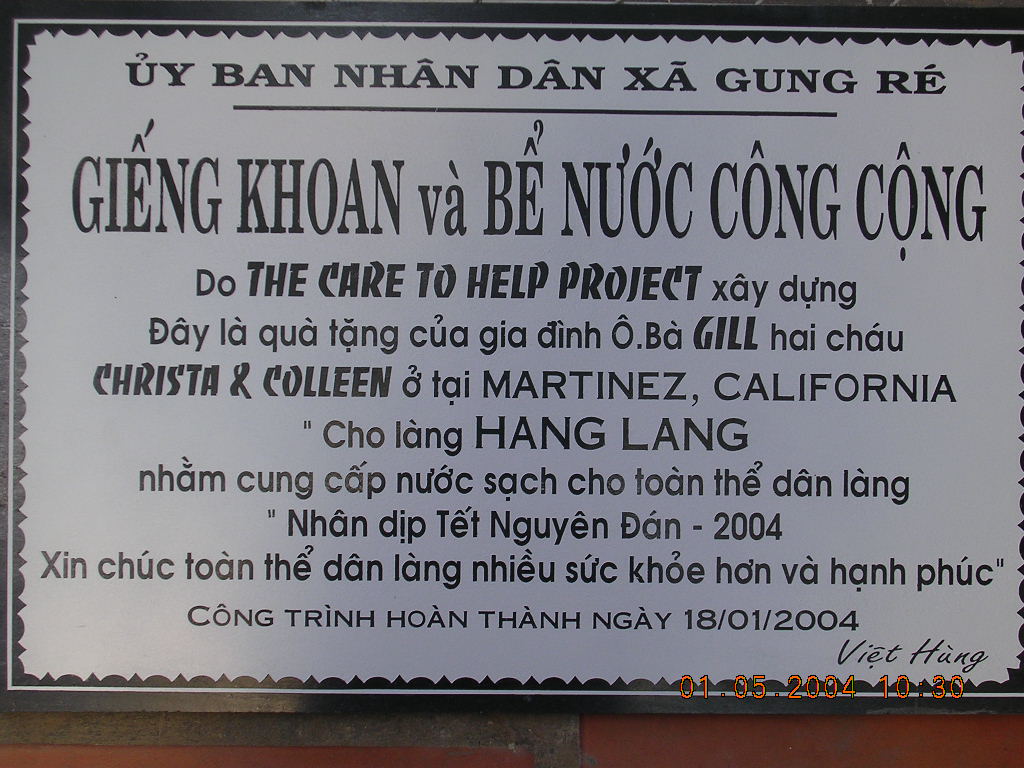 ỦY BAN NHÂN DÂN XÃ GUNG RÉ
GIẾNG KHOAN và BỂ NƯỚC CÔNG CỘNG
Do THE CARE TO HELP PROJECT xây dựng
Đây là quà tặng của gia đình Ô.Bà GILL hai cháu
CHRISTA & COLLEEN ở tại MARTINEZ, CALIFORNIA
" Cho làng HANG LANG
nhằm cung cấp nước sạch cho toàn thể dân làng
" Nhân dịp Tết Nguyên Đán - 2004
Xin chúc toàn thể dân làng nhiều sức khỏe hơn và hạnh phúc"
CÔNG TRÌNH HOÀN THÀNH NGÀY 18/01/2004
Việt Hùng
01.05.2004 10:30